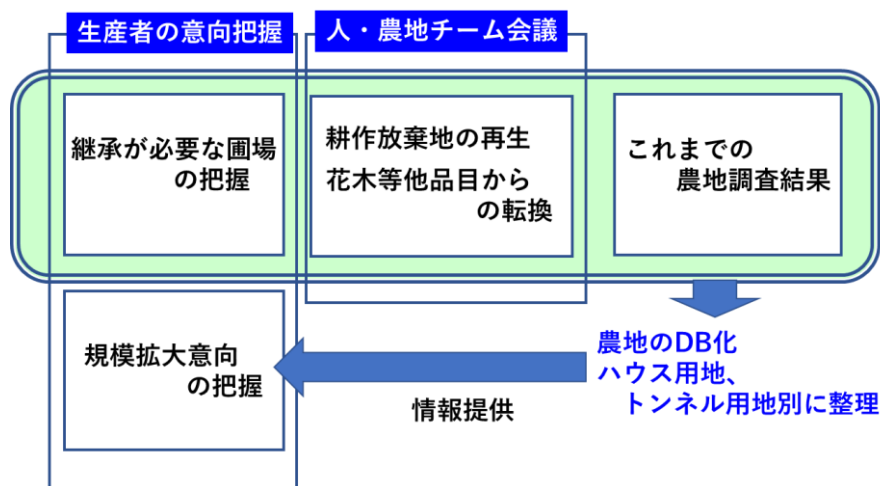 生産者の意向把握
人・農地チーム会議
継承が必要な圃場
の把握
耕作放棄地の再生
花木等他品目から
の転換
これまでの
農地調査結果
規模拡大意向
の把握
情報提供
農地のDB化
ハウス用地、
トンネル用地別に整理